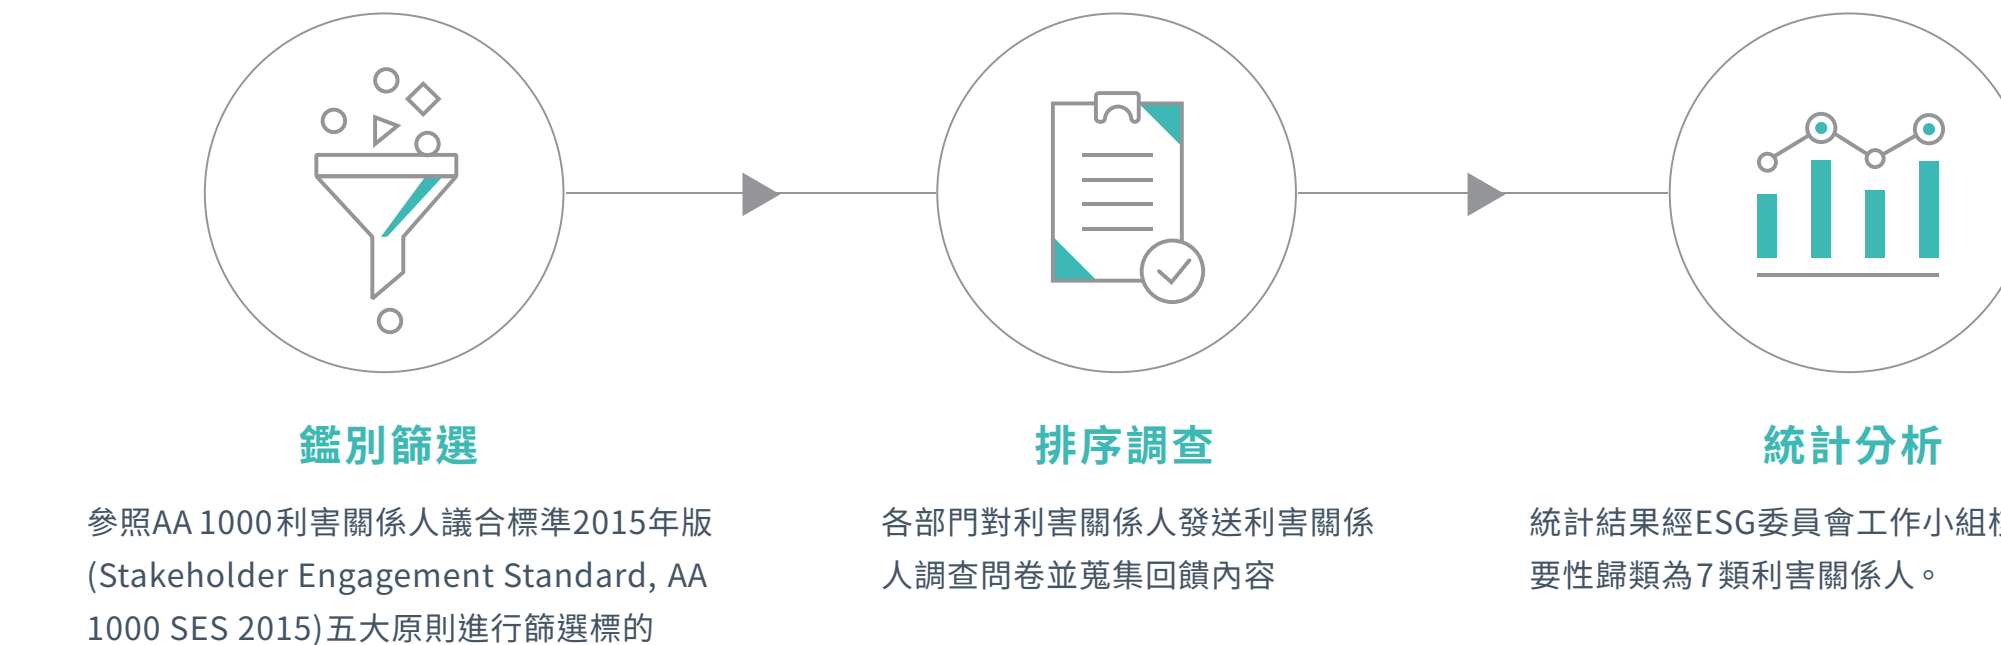 鑑別篩選
參照AA 1000利害關係人議合標準2015年版
(Stakeholder Engagement Standard, AA
1000 SES 2015)五大原則進行篩選標的
排序調查
各部門對利害關係人發送利害關係
人調查問卷並蒐集回饋內容
統計分析
統計結果經ESG委員會工作小組
要性歸類為7類利害關係人。